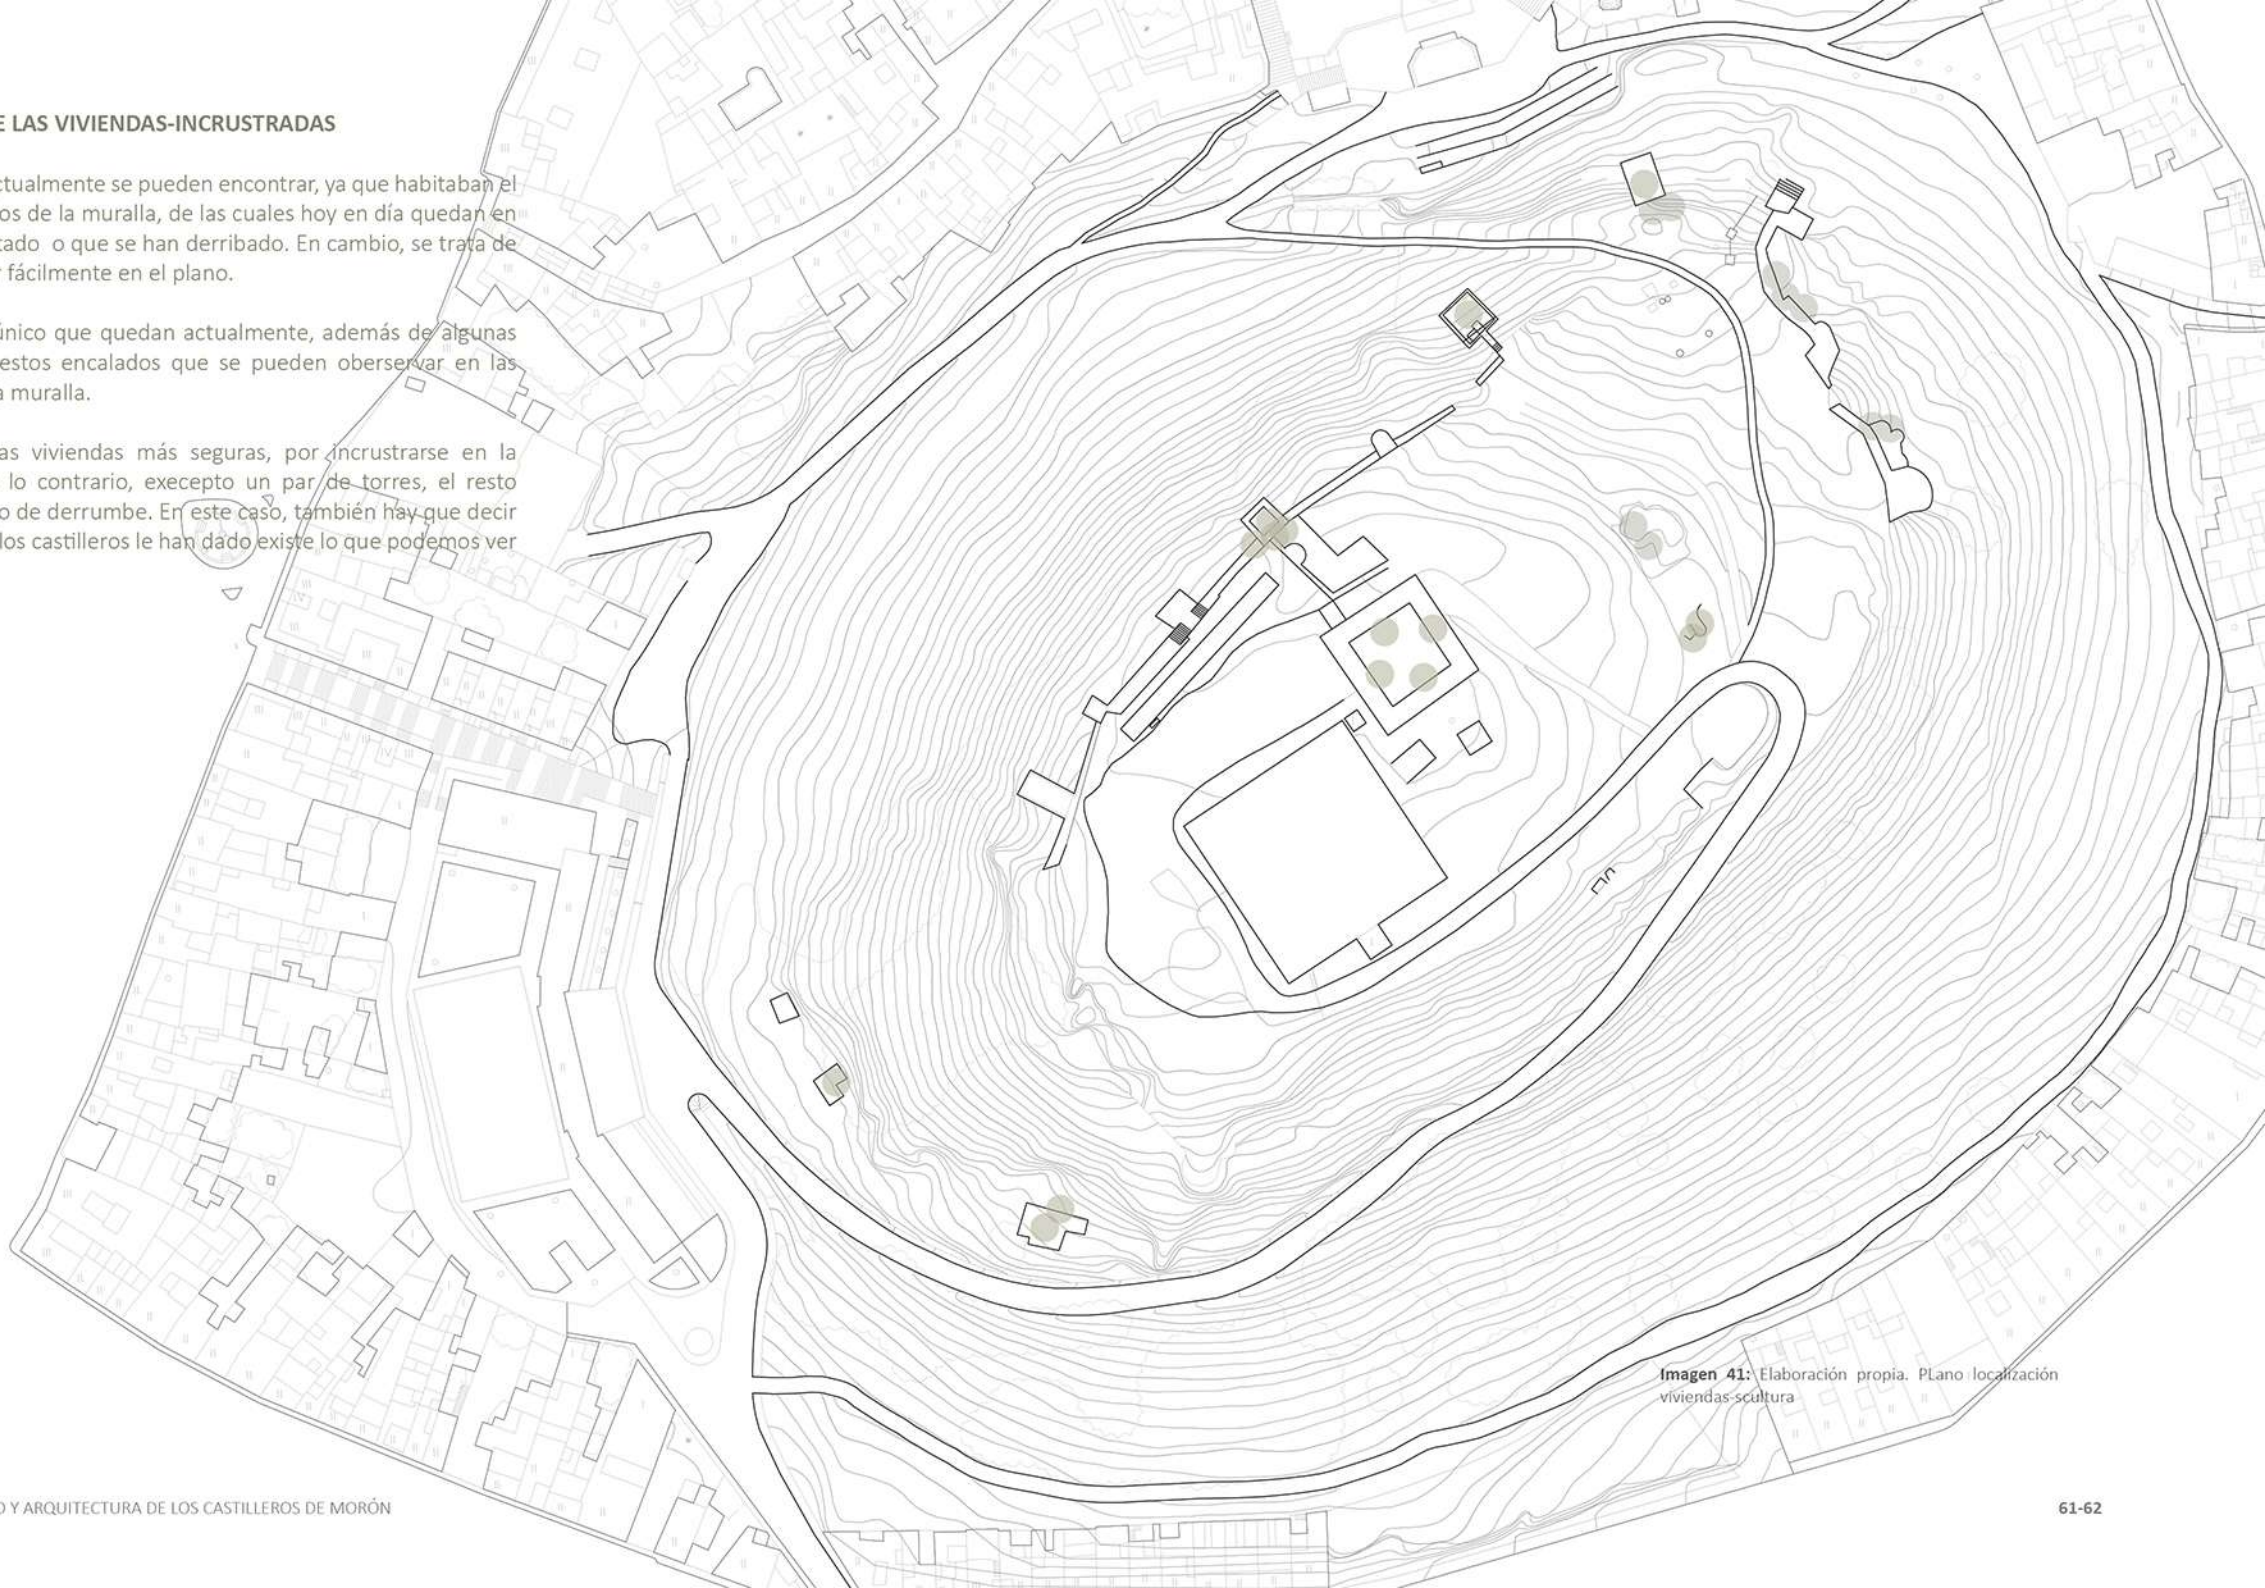 E LAS VIVIENDAS-INCRUSTRADAS
ctualmente se pueden encontrar, ya que habitaban el
os de la muralla, de las cuales hoy en día quedan en
tado o que se han derribado. En cambio, se trata de
r fácilmente en el plano.
único que quedan actualmente, además de algunas
estos encalados que se pueden oberservar en las
a muralla.
as viviendas más seguras, por incrustrarse en la
lo contrario, execepto un par de torres, el resto
o de derrumbe. En este caso, también hay que decir
los castilleros le han dado existe lo que podemos ver
Imagen 41: Elaboración propia. PLano localización
viviendas-scultura
O Y ARQUITECTURA DE LOS CASTILLEROS DE MORÓN
61-62